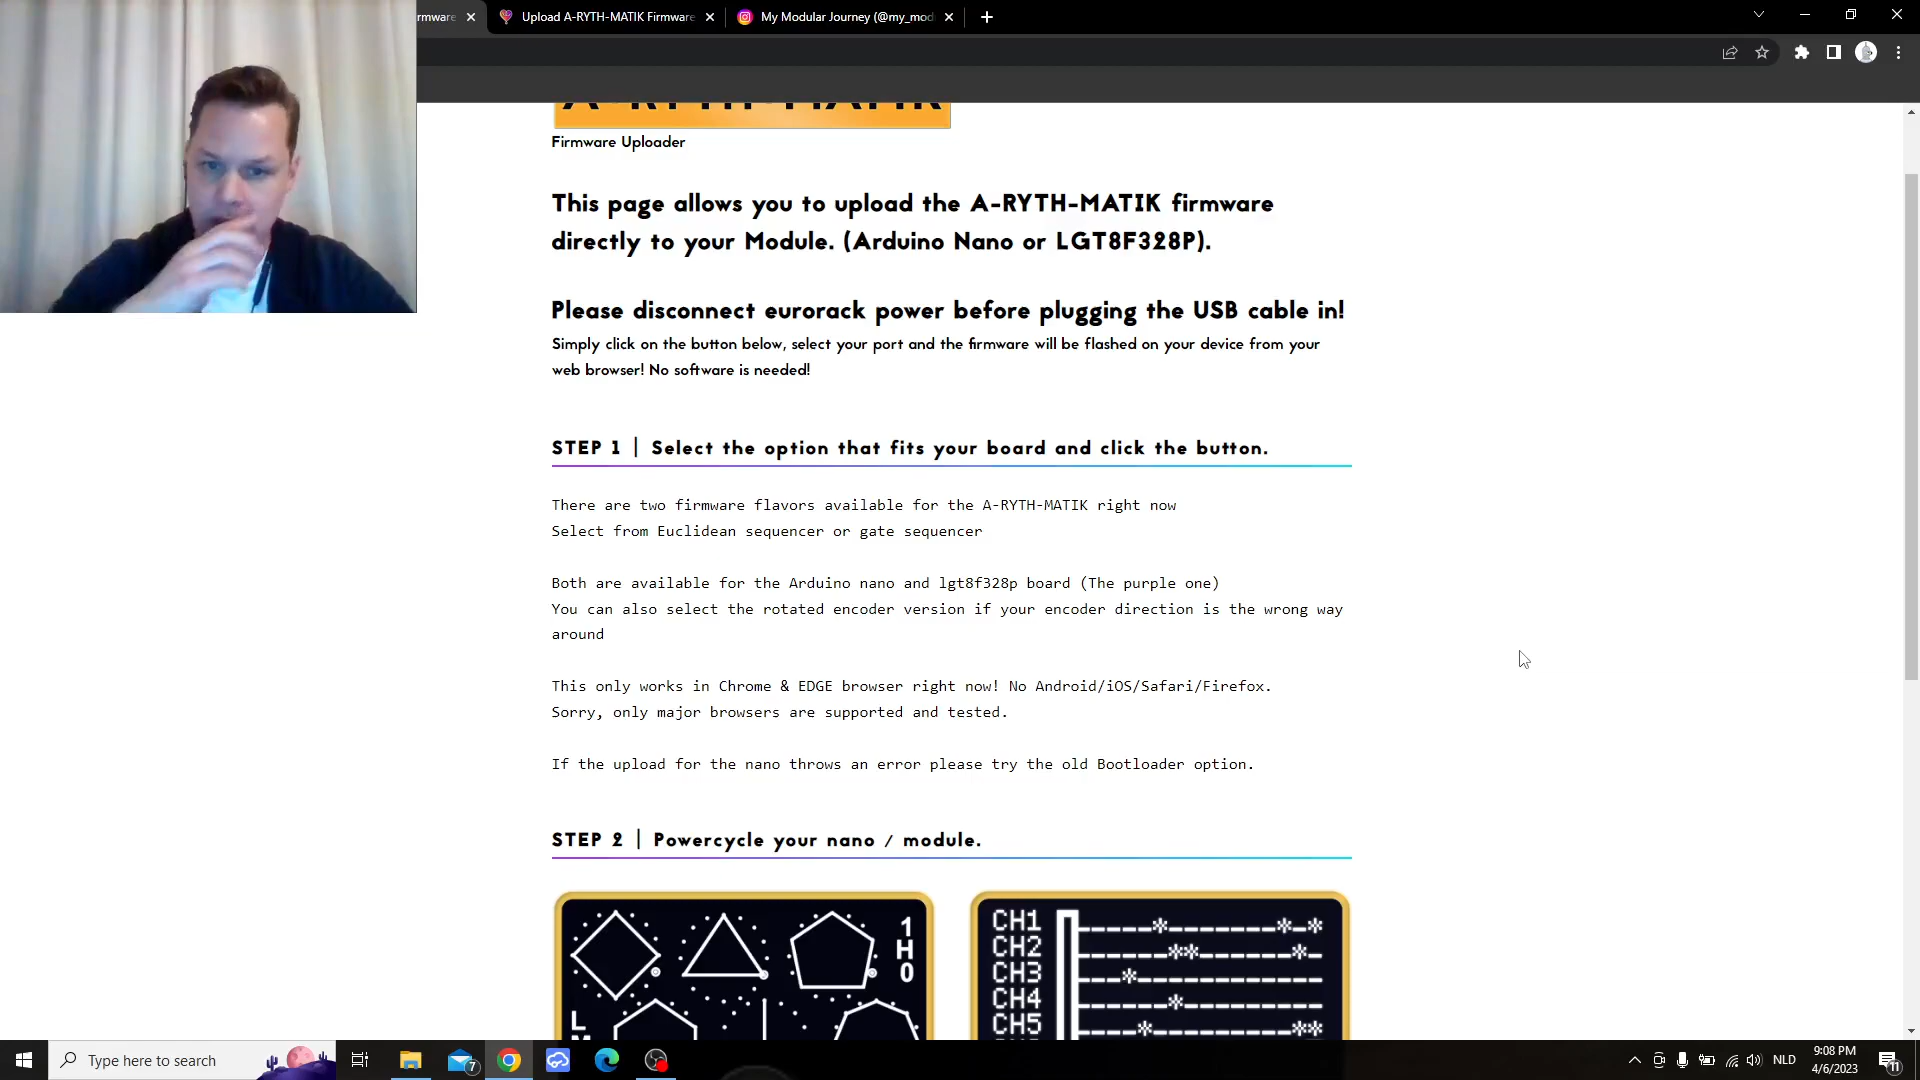 rmware
Upload A-RYTH-MATIK Firmware
My Modular Journey (@my_mod
Firmware Uploader
This page allows you to upload the A-RYTH-MATIK firmware
directly to your Module. (Arduino Nano or LGT8F328P).
Please disconnect eurorack power before plugging the USB cable in!
Simply click on the button below, select your port and the firmware will be flashed on your device from your
web browser! No software is needed!
STEP 1 | Select the option that fits your board and click the button.
There are two firmware flavors available for the A-RYTH-MATIK right now
Select from Euclidean sequencer or gate sequencer
Both are available for the Arduino nano and lgt8f328p board (The purple one)
You can also select the rotated encoder version if your encoder direction is the wrong way
around
This only works in Chrome & EDGE browser right now! No Android/iOS/Safari/Firefox.
Sorry, only major browsers are supported and tested.
If the upload for the nano throws an error please try the old Bootloader option.
STEP 2 | Powercycle your nano / module.
1
H
0
L
CH1
CH2
CH3
CH4
CH5
Type here to search
7
NLD
9:08 PM
4/6/2023
11